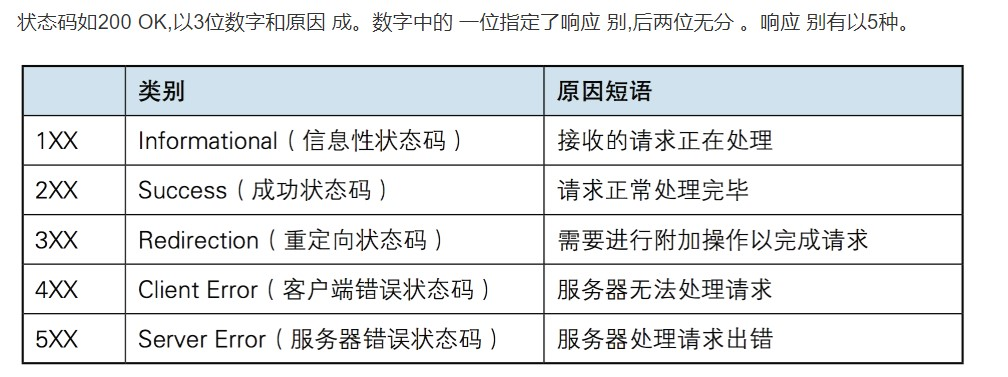 状态码如200 OK,以3位数字和原因 成。数字中的 一位指定了响应 别,后两位无分 。响应 别有以5种。
类别 原因短语
1XX Informational（信息性状态码） 接收的请求正在处理
2XX Success（成功状态码） 请求正常处理完毕
3XX Redirection（重定向状态码） 需要进行附加操作以完成请求
4XX Client Error（客户端错误状态码） 服务器无法处理请求
5XX Server Error（服务器错误状态码） 服务器处理请求出错